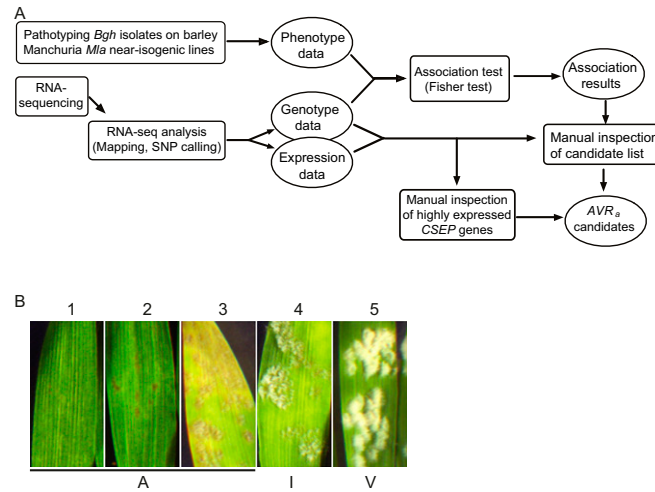 A
Pathotyping Bgh isolates on barley
Manchuria Mla near-isogenic lines
Phenotype
data
RNA-
sequencing
RNA-seq analysis
(Mapping, SNP calling)
Genotype
data
Expression
data
Association test
(Fisher test)
Association
results
Manual inspection
of candidate list
Manual inspection
of highly expressed
CSEP genes
AVRa
candidates
B
1 2 3 4 5
A I V